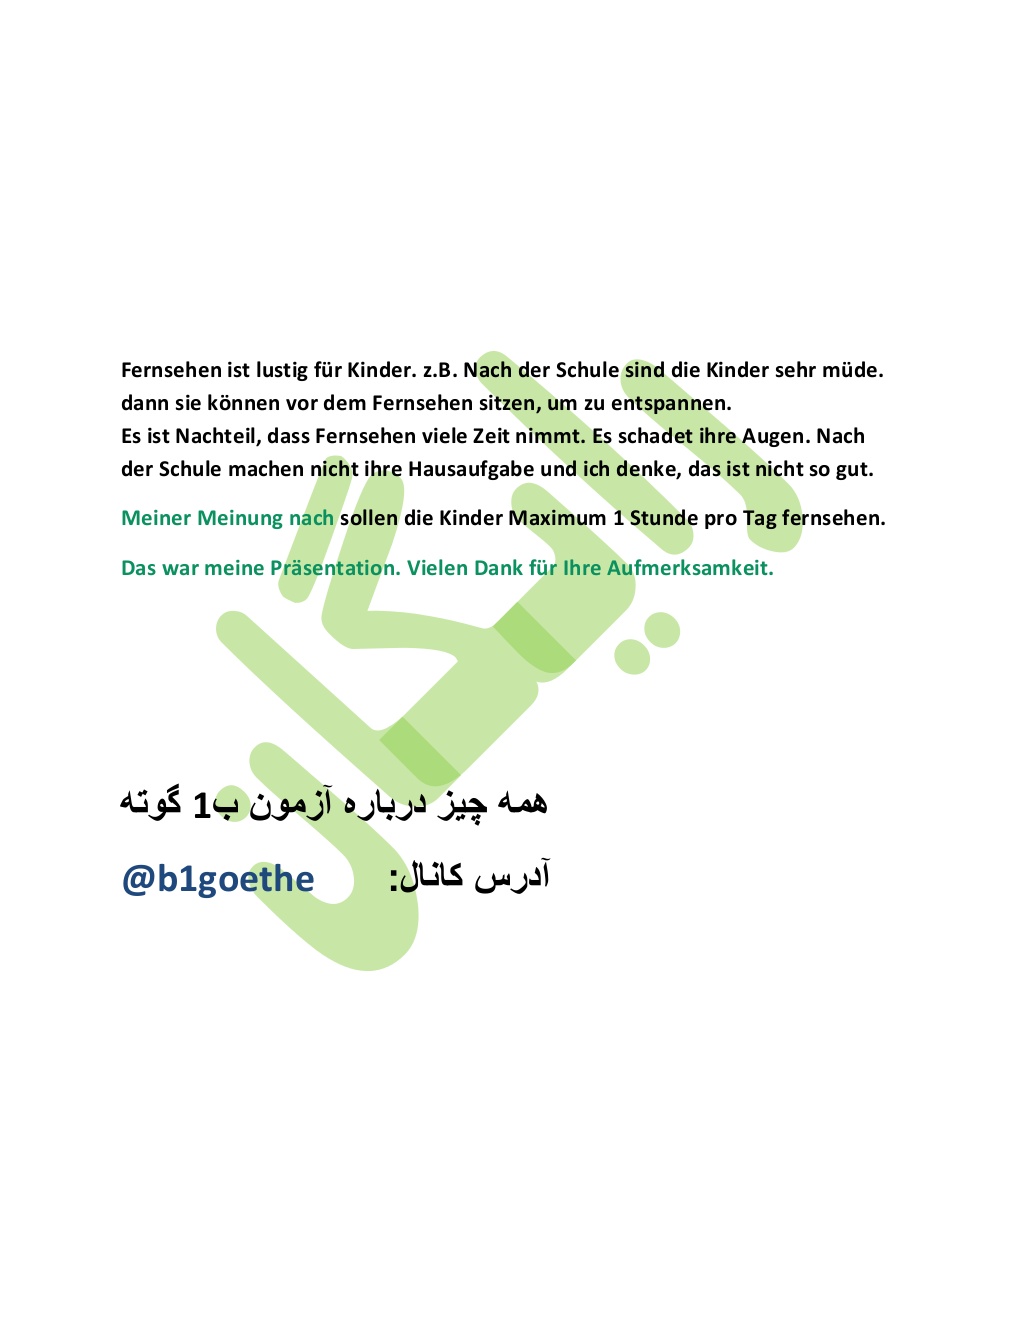 Fernsehen ist lustig für Kinder. z.B. Nach der Schule sind die Kinder sehr müde.
dann sie können vor dem Fernsehen sitzen, um zu entspannen.
Es ist Nachteil, dass Fernsehen viele Zeit nimmt. Es schadet ihre Augen. Nach
der Schule machen nicht ihre Hausaufgabe und ich denke, das ist nicht so gut.
Meiner Meinung nach sollen die Kinder Maximum 1 Stunde pro Tag fernsehen.
Das war meine Präsentation. Vielen Dank für Ihre Aufmerksamkeit.
همه چیز درباره آزمون ب1 گوته
آدرس کانال: @b1goethe
رایگان